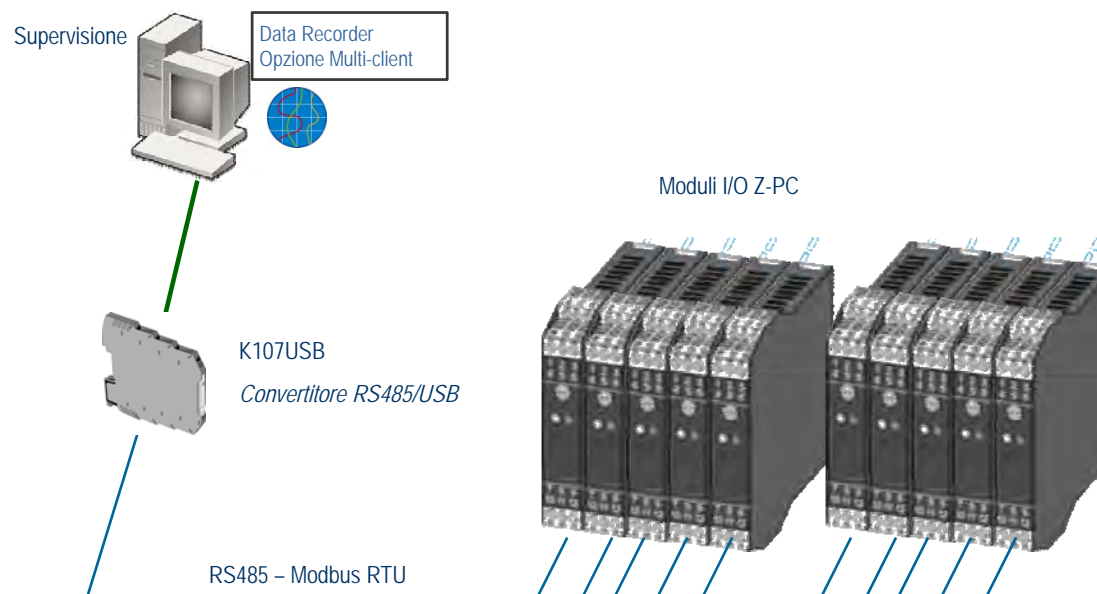 Supervisione
Data Recorder
Opzione Multi-client
Moduli I/O Z-PC
K107USB
Convertitore RS485/USB
RS485 – Modbus RTU